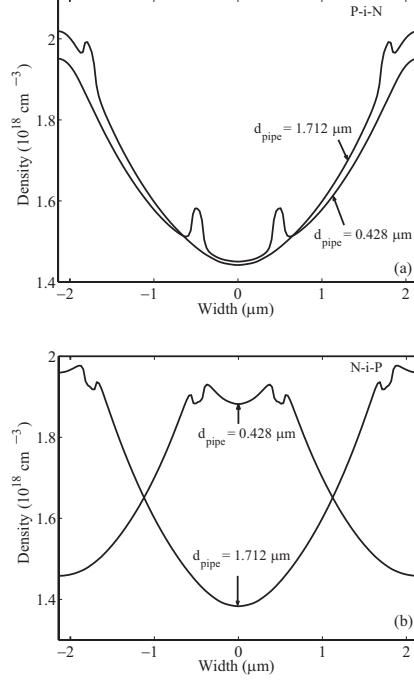 P-i-N
2
1.8
1.6
1.4
Density (10^18 cm^−3)
d_pipe = 1.712 μm
d_pipe = 0.428 μm
(a)
−2 −1 0 1 2
Width (μm)
N-i-P
2
1.8
1.6
1.4
Density (10^18 cm^−3)
d_pipe = 0.428 μm
d_pipe = 1.712 μm
(b)
−2 −1 0 1 2
Width (μm)